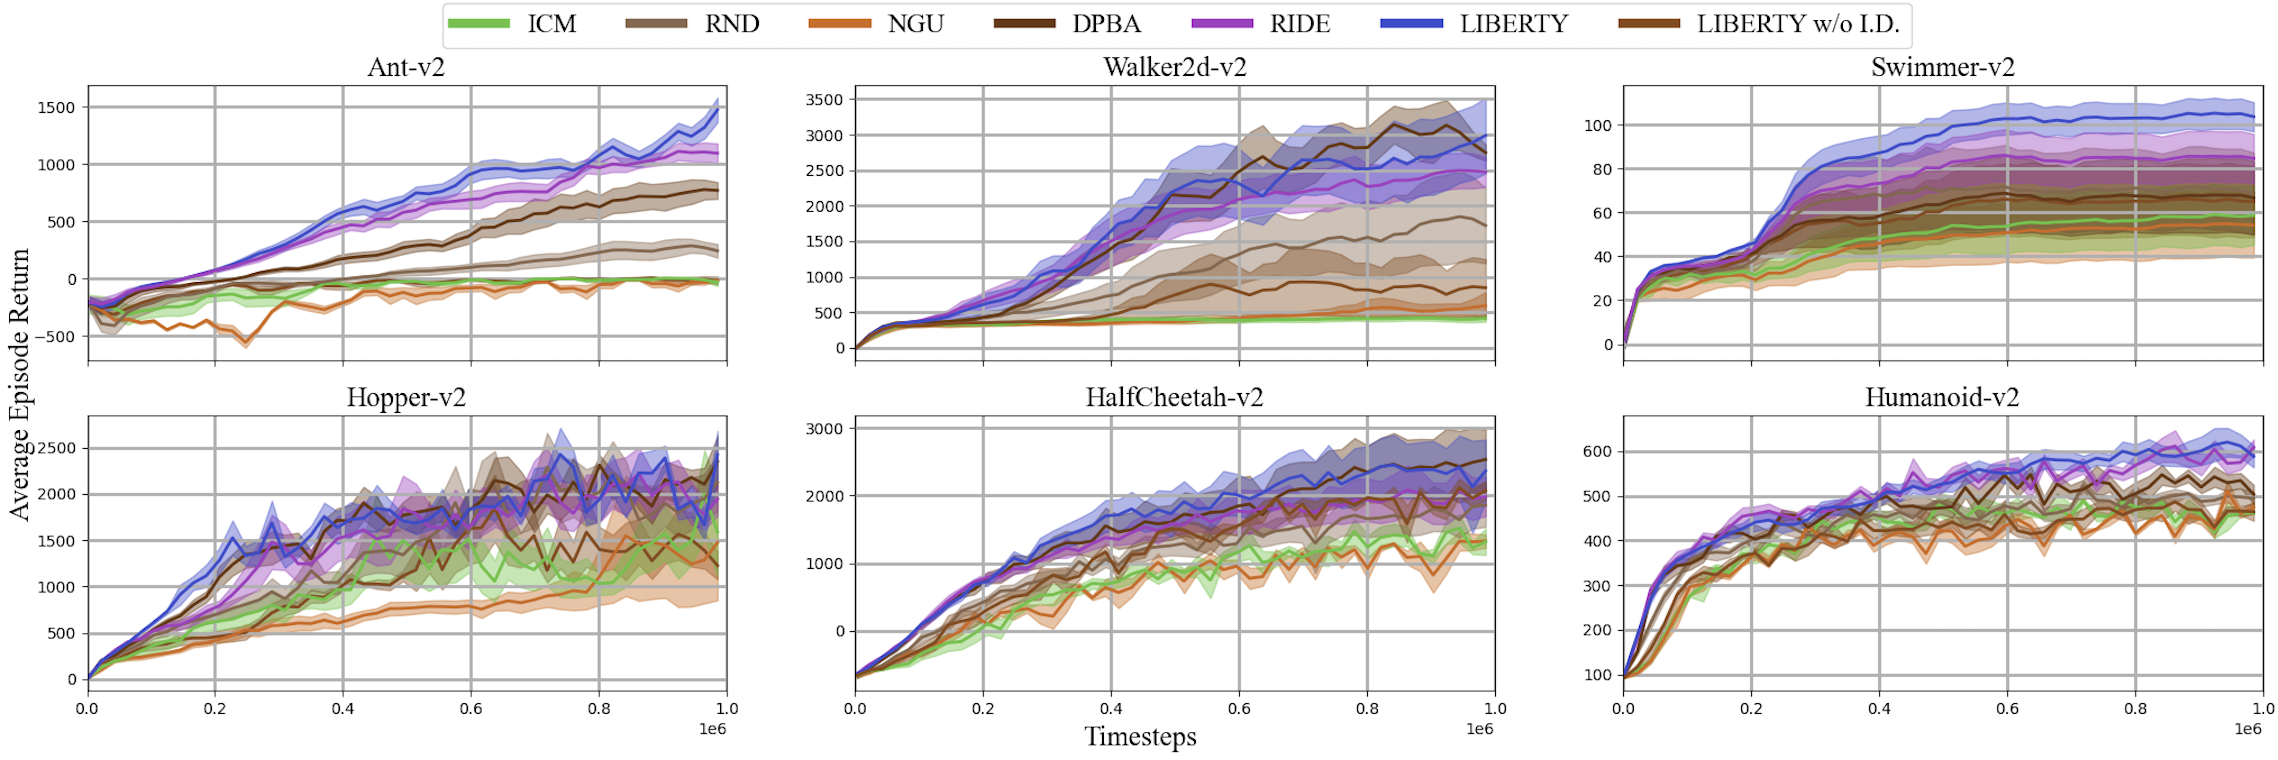 ICM RND NGU DPBA RIDE LIBERTY LIBERTY w/o I.D.
Average Episode Return
Ant-v2
1500
1000
500
0
−500
Walker2d-v2
3500
3000
2500
2000
1500
1000
500
0
Swimmer-v2
100
80
60
40
20
0
Hopper-v2
2500
2000
1500
1000
500
0
0.0 0.2 0.4 0.6 0.8 1.0
1e6
HalfCheetah-v2
3000
2000
1000
0
0.0 0.2 0.4 0.6 0.8 1.0
1e6
Humanoid-v2
600
500
400
300
200
100
0.0 0.2 0.4 0.6 0.8 1.0
1e6
Timesteps